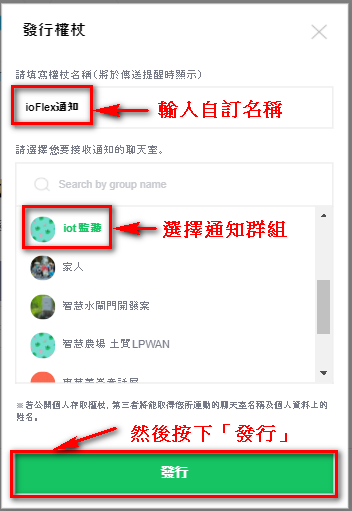 發行權杖
請填寫權杖名稱(將於傳送提醒時顯示)
ioFlex通知
輸入自訂名稱
請選擇您要接收通知的聊天室。
Search by group name
iot 監測
選擇通知群組
家人
智慧水閘門開發案
智慧農場 土質LPWAN
※若公開個人存取權杖, 第三者將能取得您所連動的聊天室名稱及個人資料上的
姓名。
然後按下「發行」
發行